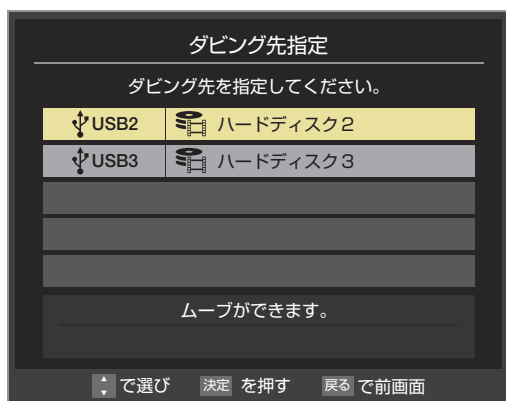 ダビング先指定
ダビング先を指定してください。
USB2 ハードディスク2
USB3 ハードディスク3
ムーブができます。
で選び 決定 を押す 戻る で前画面